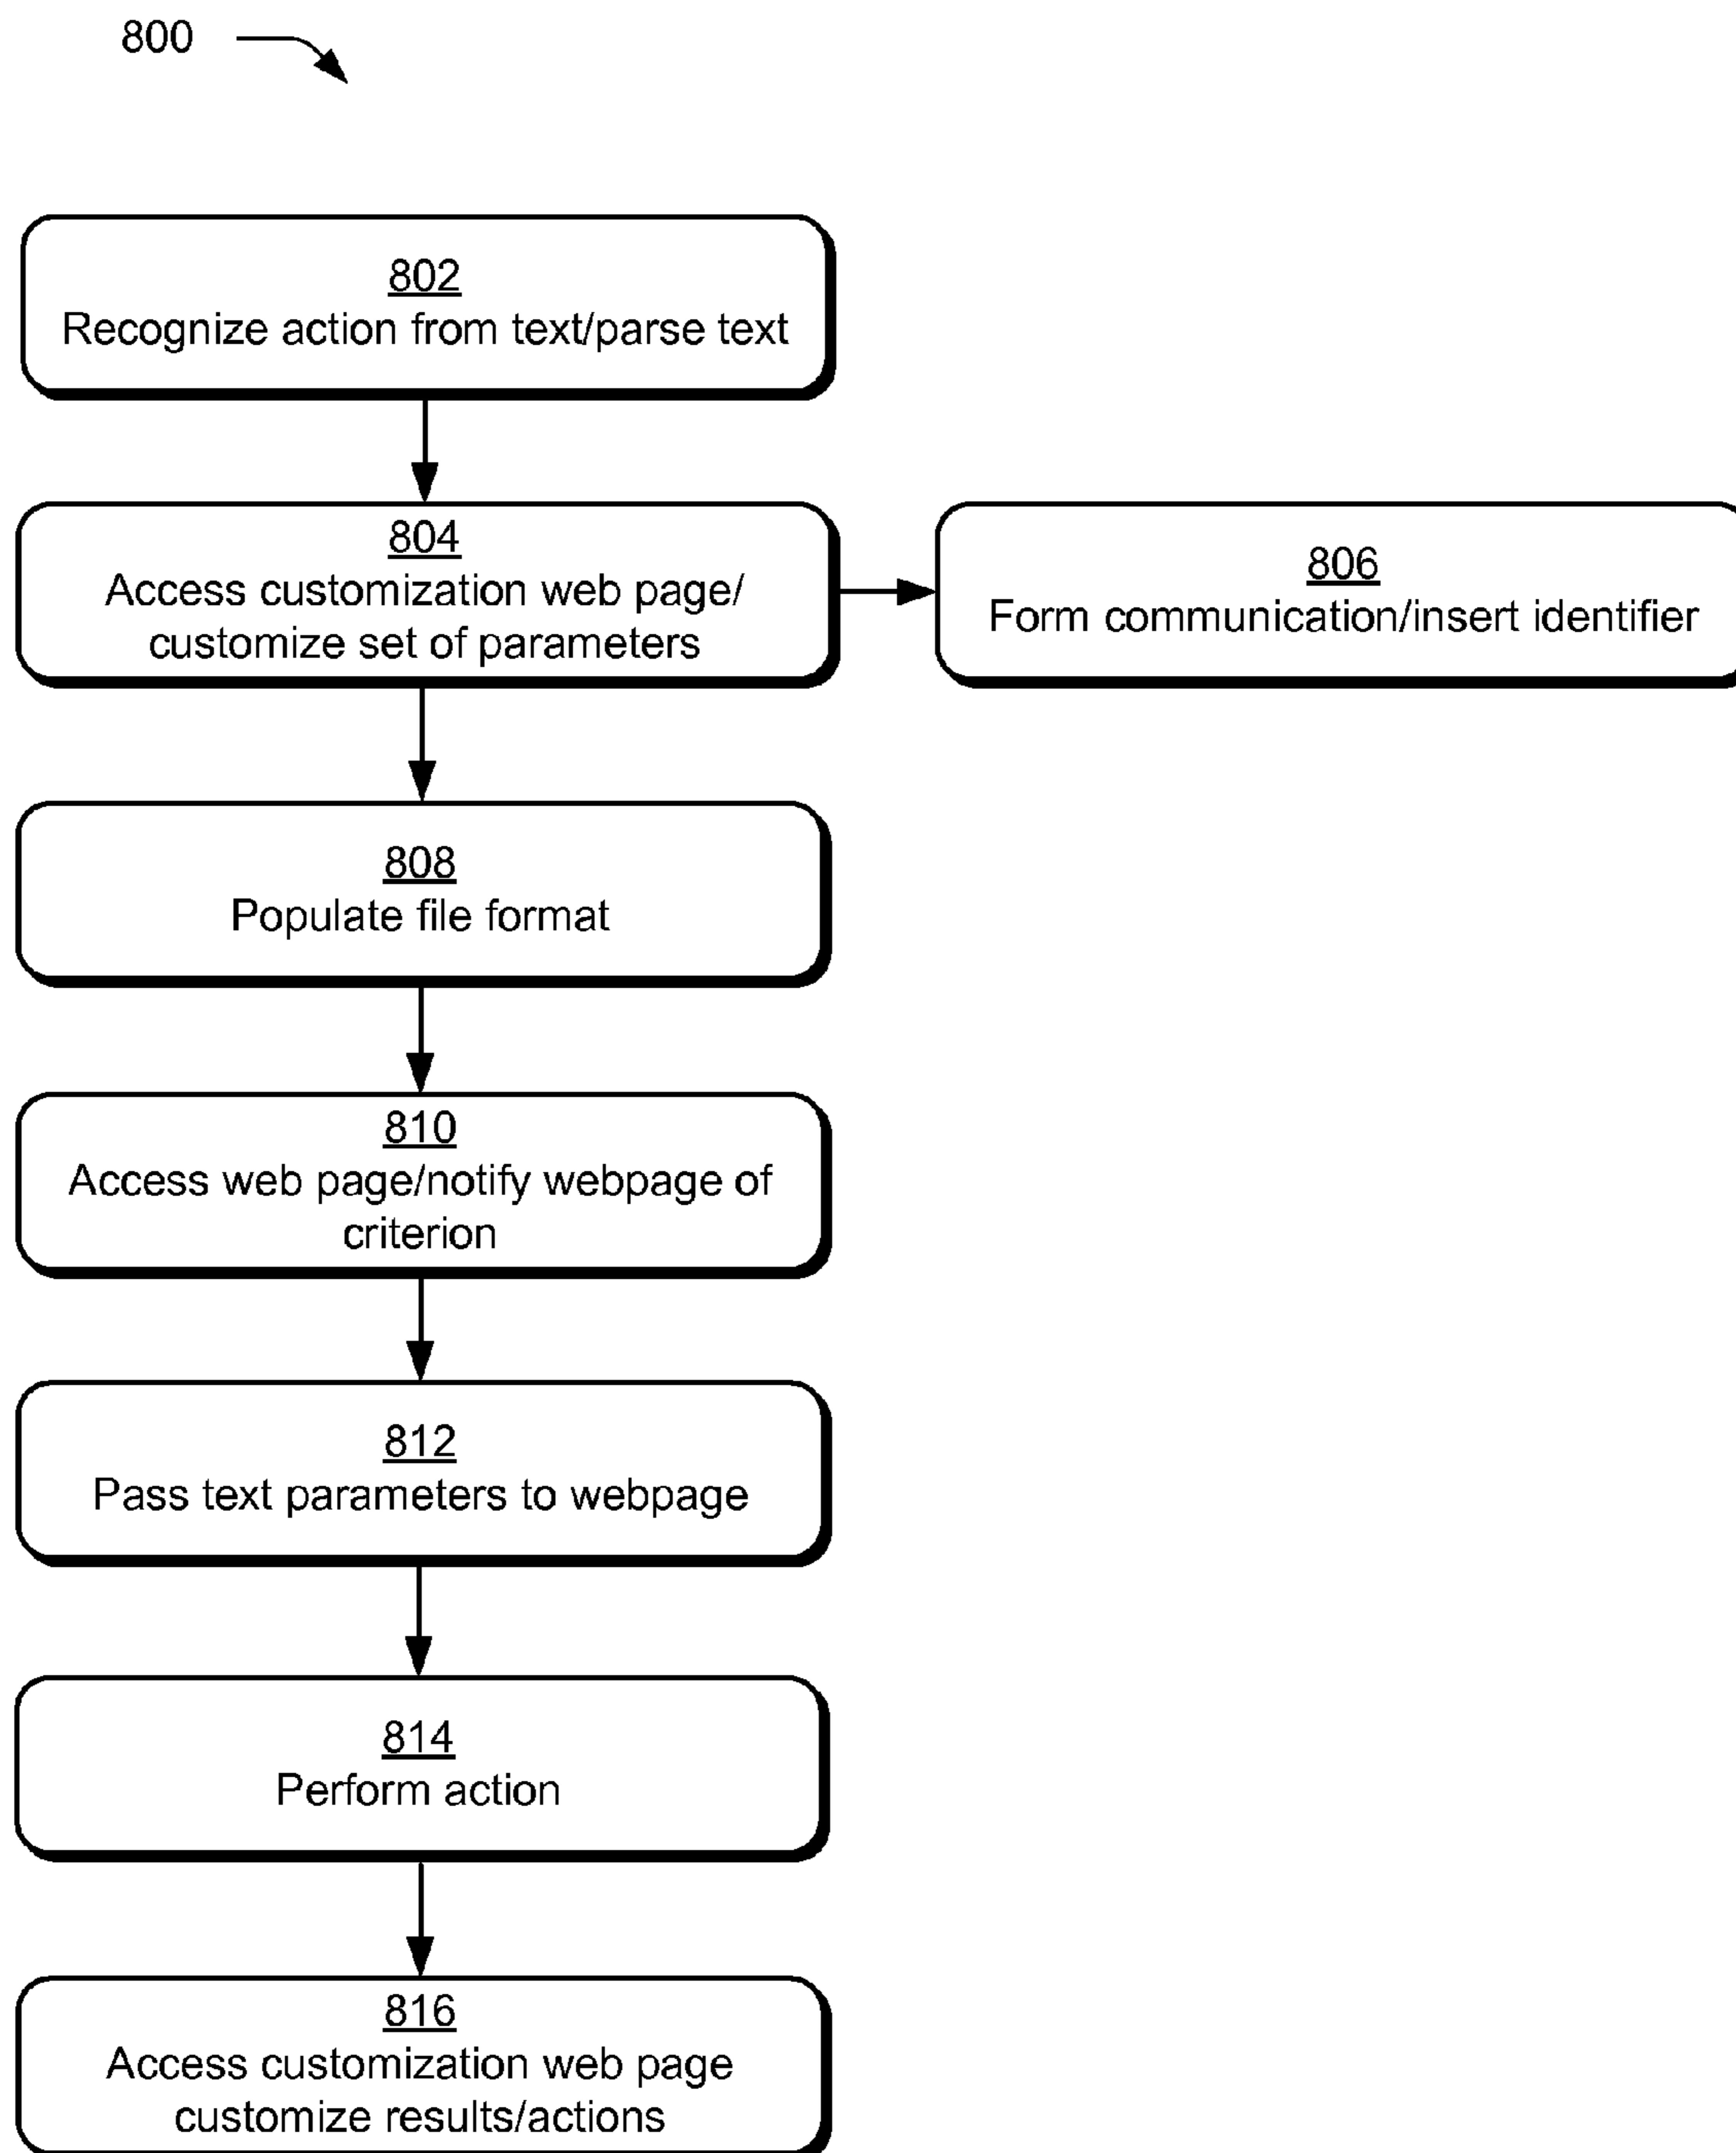 800
802
Recognize action from text/parse text
804
Access customization web page/
customize set of parameters
806
Form communication/insert identifier
808
Populate file format
810
Access web page/notify webpage of
criterion
812
Pass text parameters to webpage
814
Perform action
816
Access customization web page
customize results/actions